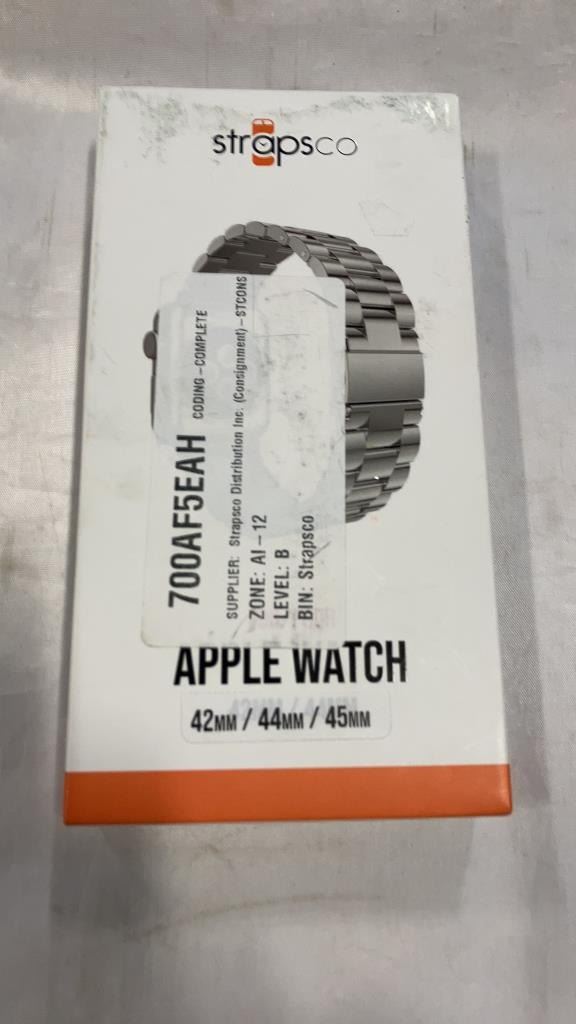 strapsco
700AF5EAH CODING-COMPLETE
SUPPLIER: Strapsco Distribution Inc. (Consignment)-STCONS
ZONE: AI-12
LEVEL: B
BIN: Strapsco
APPLE WATCH
42MM / 44MM / 45MM